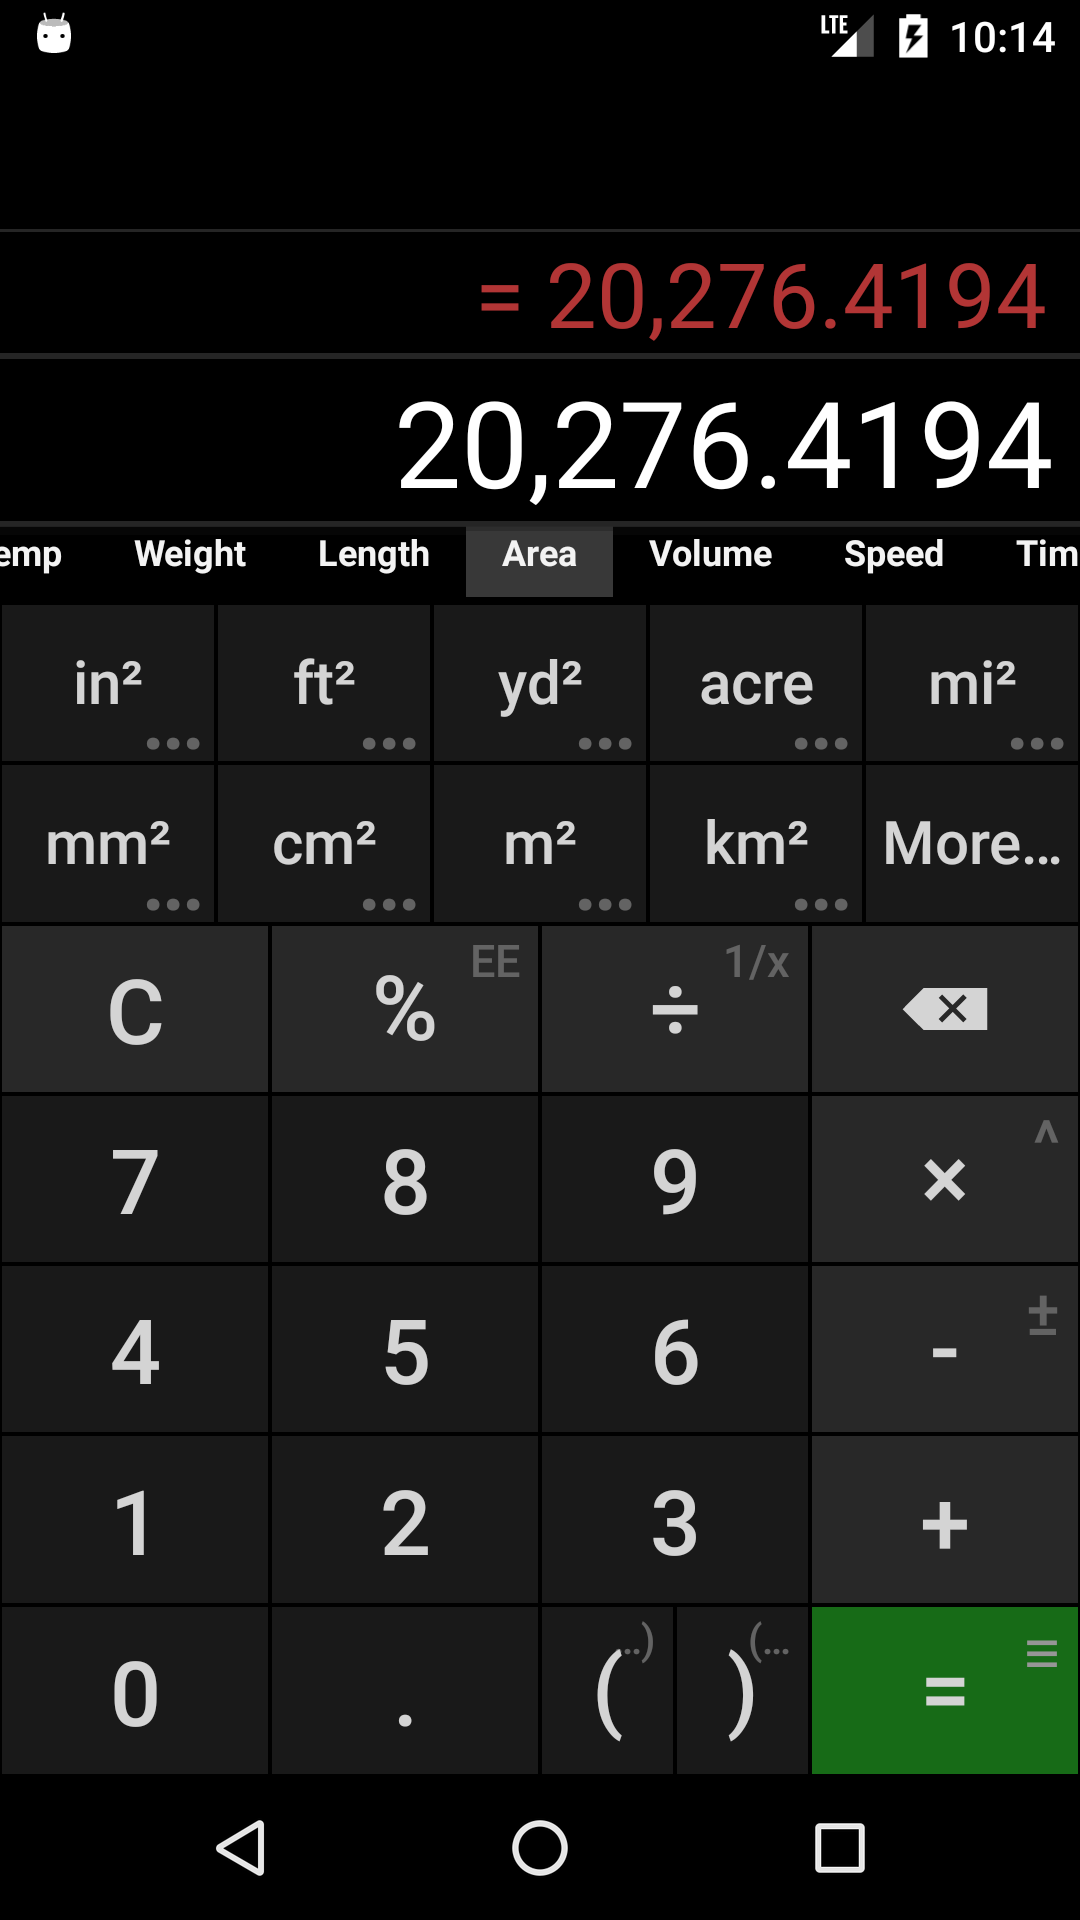 LTE 10:14
= 20,276.4194
20,276.4194
emp Weight Length Area Volume Speed Tim
in² ft² yd² acre mi²
mm² cm² m² km² More...
C % EE ÷ 1/x
7 8 9 × ^
4 5 6 - ±
1 2 3 +
0 . ( ..) ) (... =